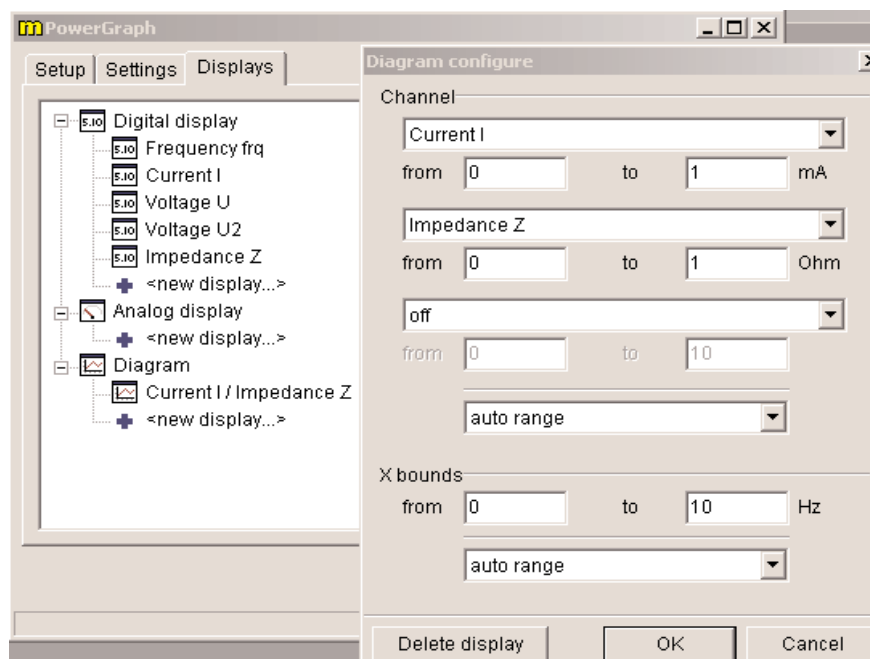 PowerGraph
Setup Settings Displays
Digital display
Frequency frq
Current I
Voltage U
Voltage U2
Impedance Z
<new display...>
Analog display
<new display...>
Diagram
Current I / Impedance Z
<new display...>
Diagram configure
Channel
Current I
from 0 to 1 mA
Impedance Z
from 0 to 1 Ohm
off
from 0 to 10
auto range
X bounds
from 0 to 10 Hz
auto range
Delete display OK Cancel